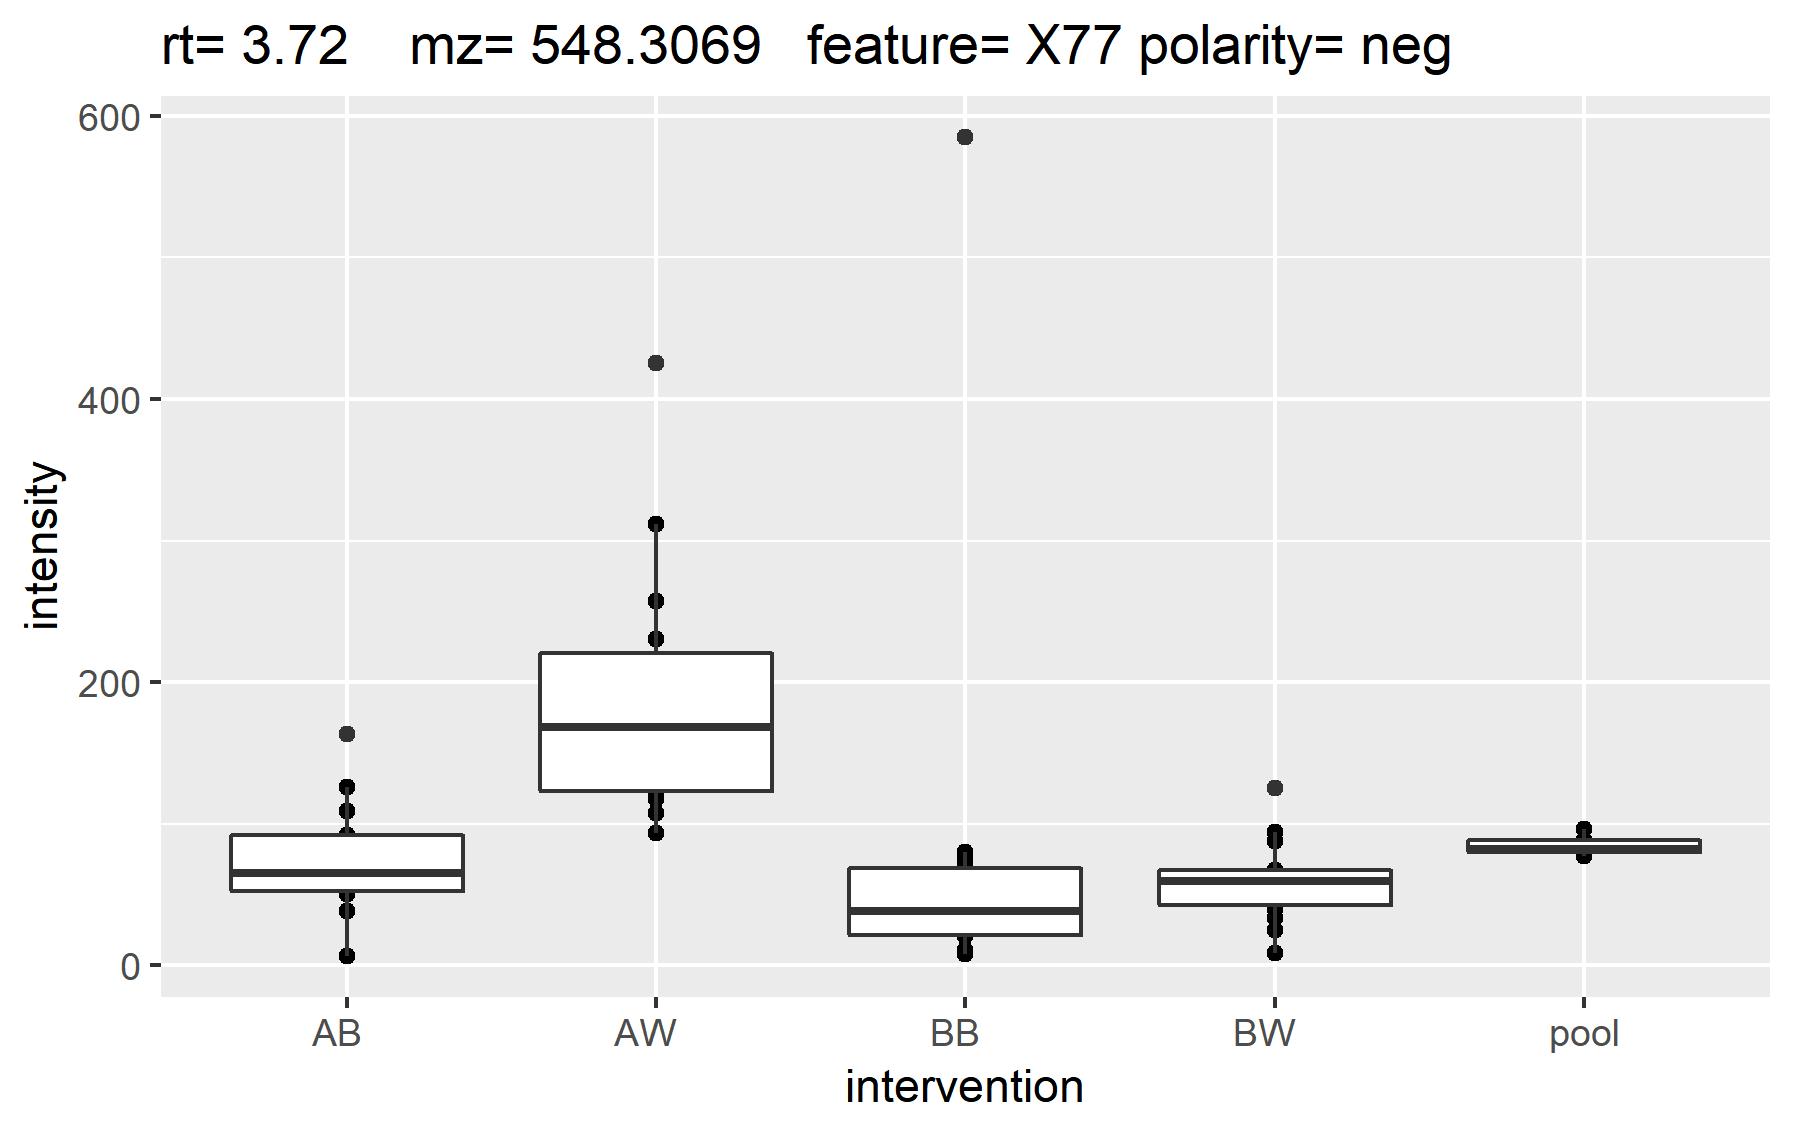 rt= 3.72    mz= 548.3069   feature= X77 polarity= neg
600
400
200
0
intensity
AB AW BB BW pool
intervention